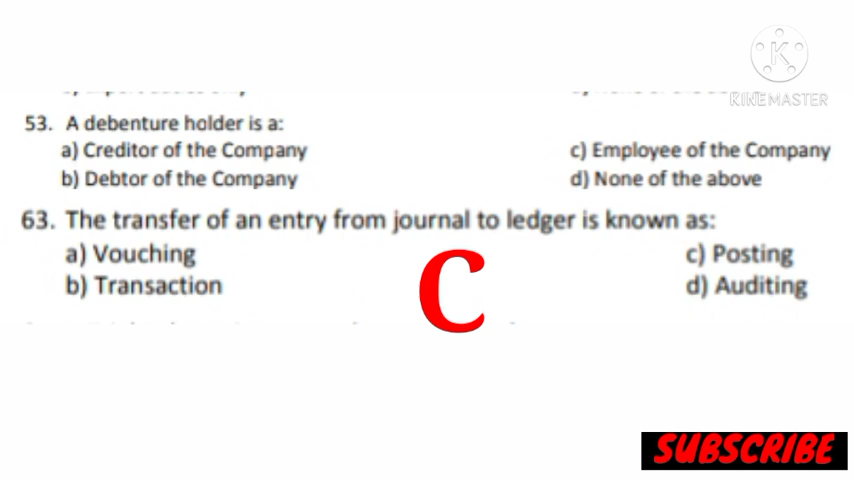 K
KINEMASTER
53. A debenture holder is a:
a) Creditor of the Company
c) Employee of the Company
b) Debtor of the Company
d) None of the above
63. The transfer of an entry from journal to ledger is known as:
a) Vouching
c) Posting
b) Transaction
d) Auditing
C
SUBSCRIBE